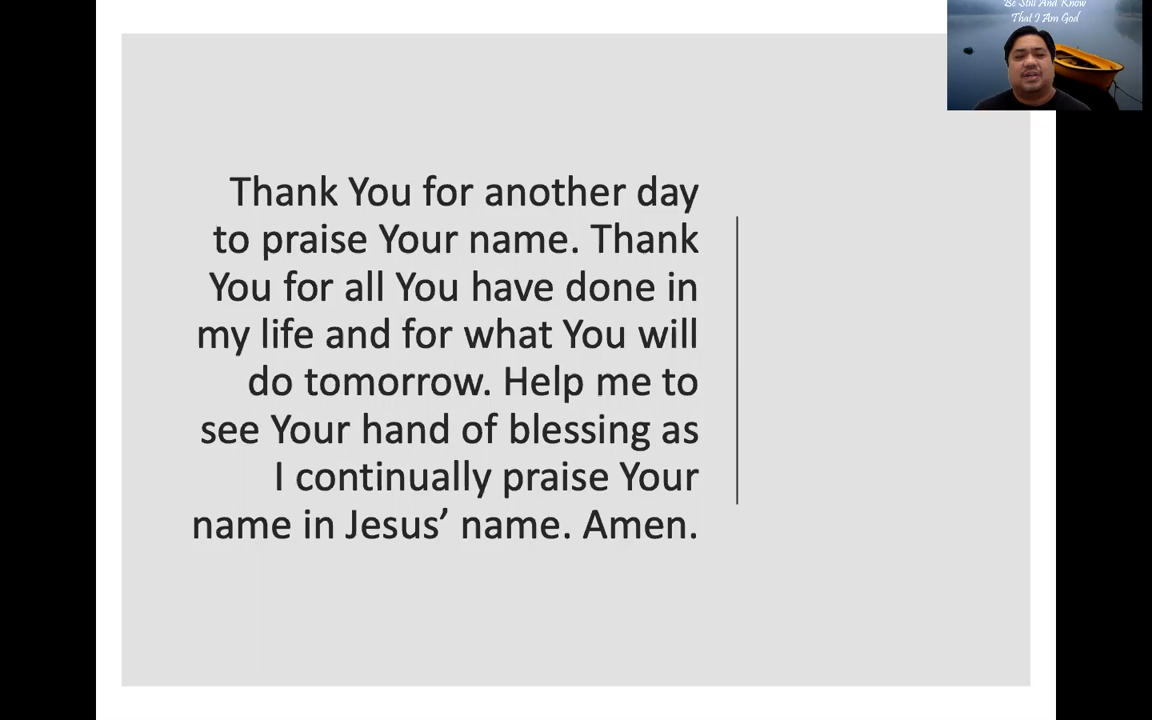 Be Still And Know
That I Am God
Thank You for another day
to praise Your name. Thank
You for all You have done in
my life and for what You will
do tomorrow. Help me to
see Your hand of blessing as
I continually praise Your
name in Jesus’ name. Amen.